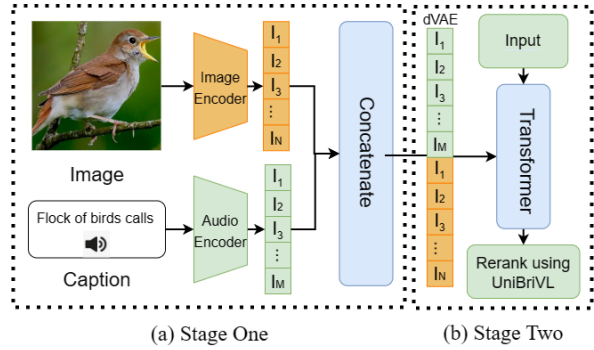 Image
Encoder
I1
I2
I3
⋮
IN
Image
Flock of birds calls
Caption
Audio
Encoder
I1
I2
I3
⋮
IM
Concatenate
(a) Stage One
dVAE
I1
I2
I3
⋮
IM
I1
I2
I3
⋮
IN
Input
Transformer
Rerank using
UniBriVL
(b) Stage Two